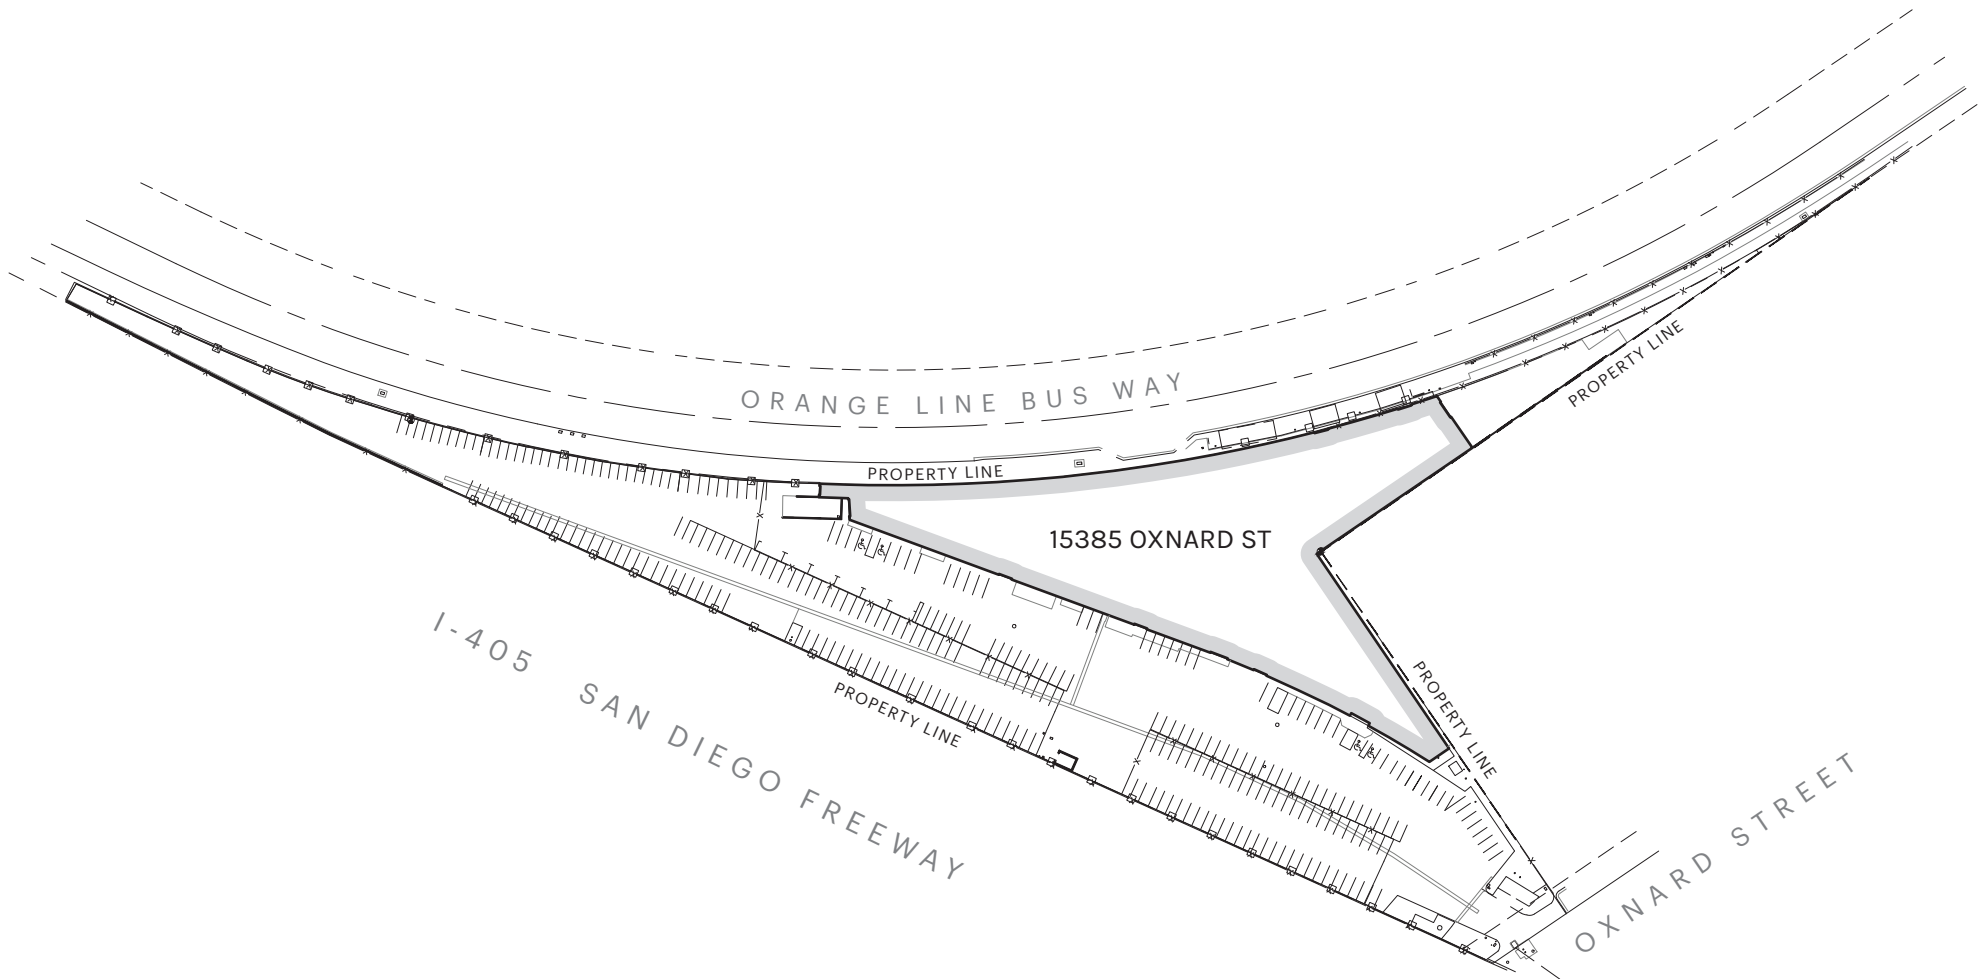 ORANGE LINE BUS WAY
PROPERTY LINE
PROPERTY LINE
15385 OXNARD ST
I-405 SAN DIEGO FREEWAY
PROPERTY LINE
PROPERTY LINE
OXNARD STREET